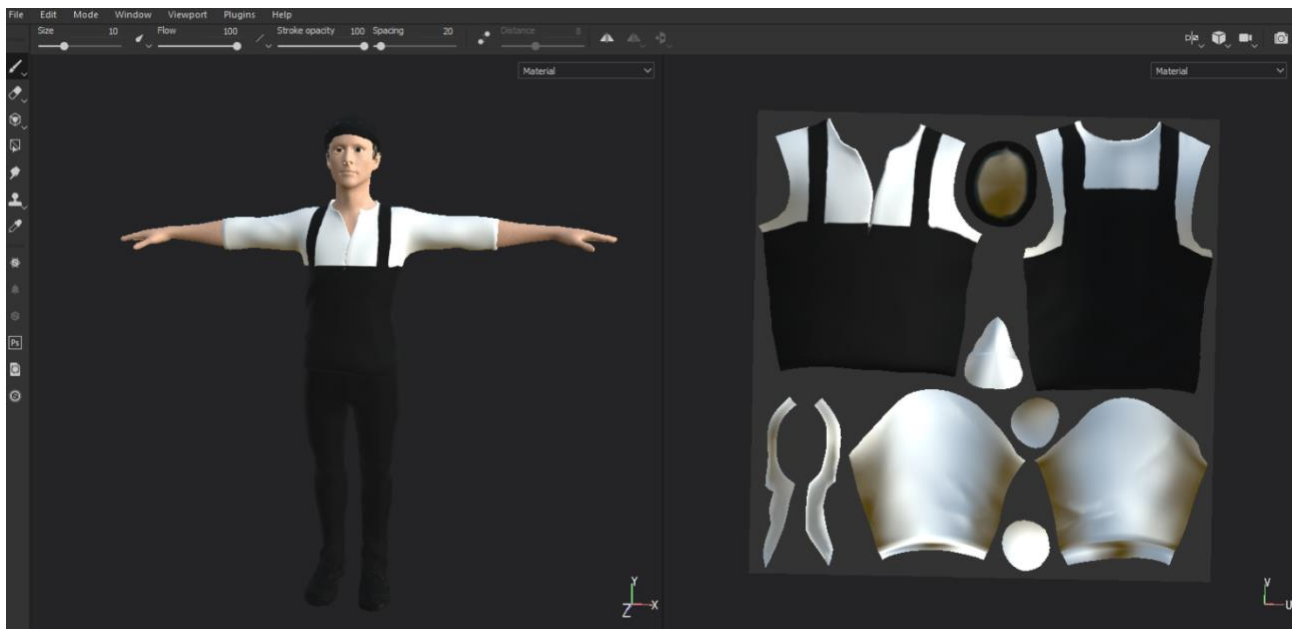 File Edit Mode Window Viewport Plugins Help
Size 10 Flow 100 Stroke opacity 100 Spacing 20 Distance 8
Material Material
Ps
Y V
Z X U